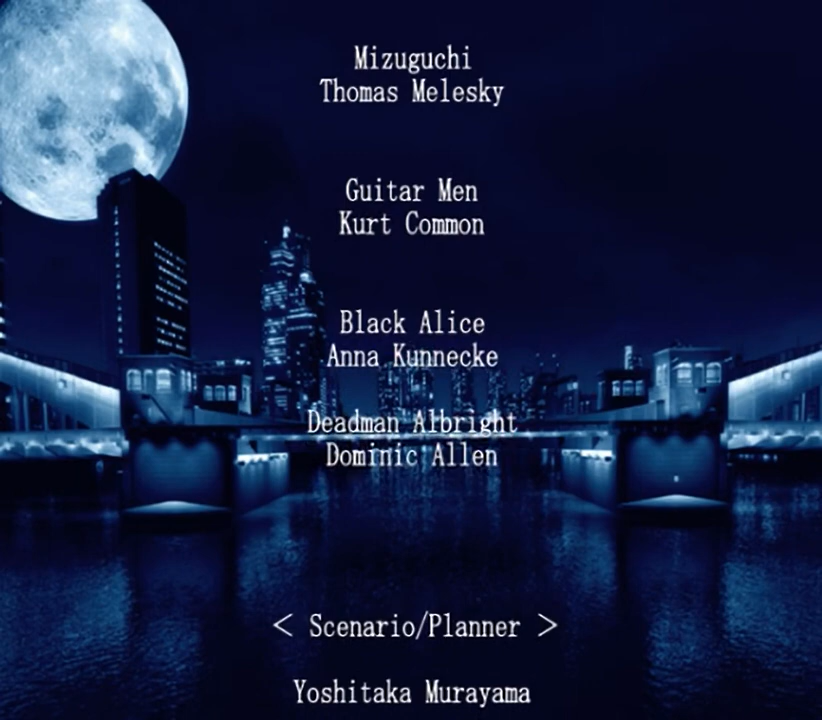 Mizuguchi
Thomas Melesky
Guitar Men
Kurt Common
Black Alice
Anna Kunnecke
Deadman Albright
Dominic Allen
< Scenario/Planner >
Yoshitaka Murayama